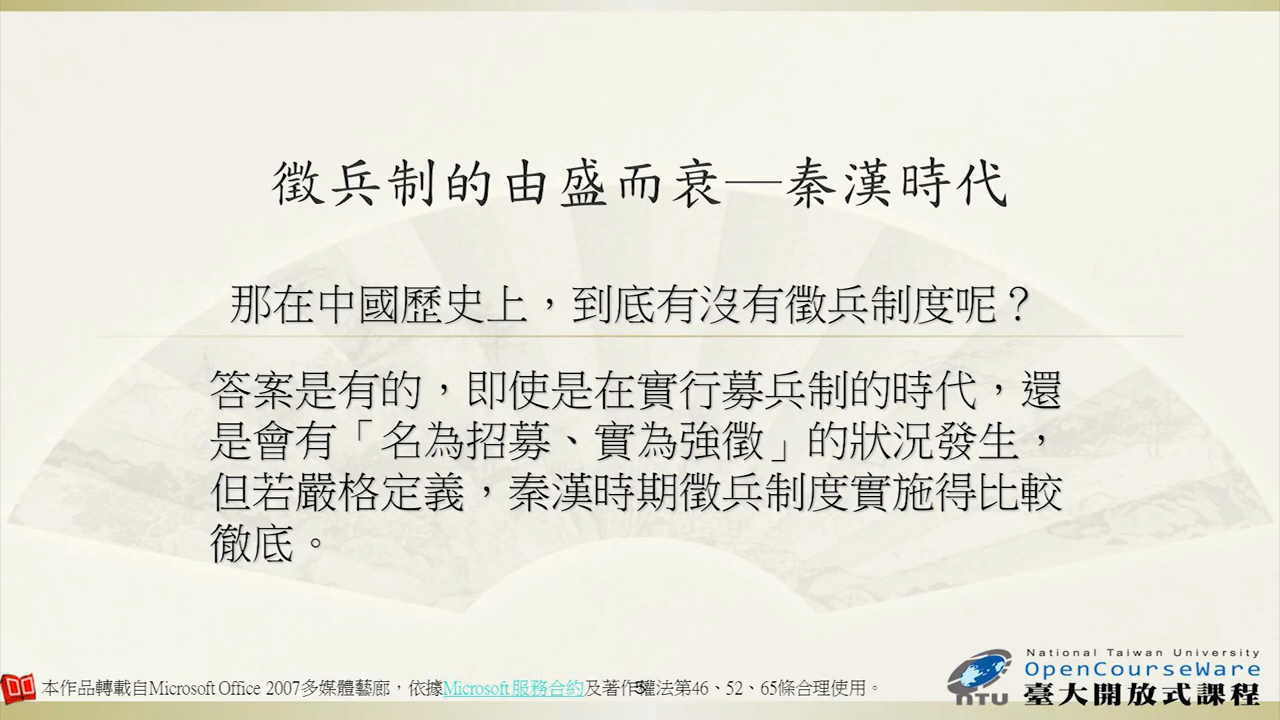 徵兵制的由盛而衰—秦漢時代
那在中國歷史上，到底有沒有徵兵制度呢？
答案是有的，即使是在實行募兵制的時代，還
是會有「名為招募、實為強徵」的狀況發生，
但若嚴格定義，秦漢時期徵兵制度實施得比較
徹底。
本作品轉載自Microsoft Office 2007多媒體藝廊，依據Microsoft服務合約及著作權法第46、52、65條合理使用。
5
National Taiwan University
OpenCourseWare
NTU
臺大開放式課程